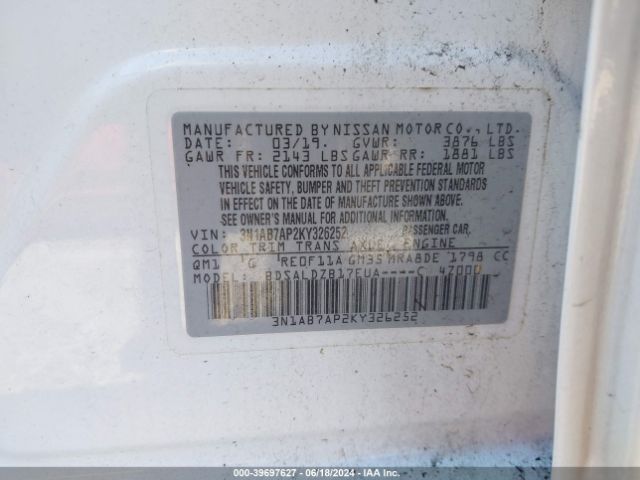 MANUFACTURED BY NISSAN MOTOR CO., LTD.
DATE: 03/19. GVWR: 3876 LBS
GAWR FR: 2143 LBS GAWR RR: 1881 LBS
THIS VEHICLE CONFORMS TO ALL APPLICABLE FEDERAL MOTOR
VEHICLE SAFETY, BUMPER AND THEFT PREVENTION STANDARDS
IN EFFECT ON THE DATE OF MANUFACTURE SHOWN ABOVE.
SEE OWNER'S MANUAL FOR ADDITIONAL INFORMATION.
VIN: 3N1AB7AP2KY326252 PASSENGER CAR.
COLOR TRIM TRANS AXLE ENGINE
QM1 G RE0F11A GM35 MRA8DE 1798 CC
MODEL: BDSALDZB17EUA----C 47000
3N1AB7AP2KY326252
000-39697627 - 06/18/2024 - IAA Inc.